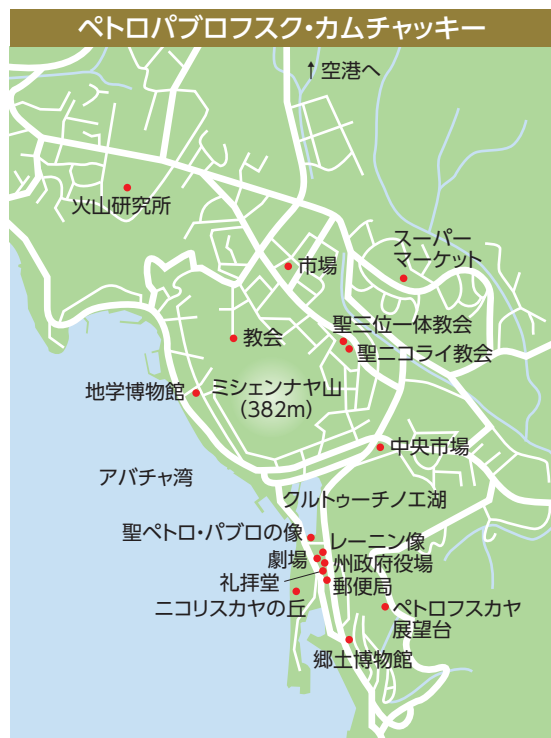 ペトロパブロフスク・カムチャッキー
↑空港へ
火山研究所
スーパー
マーケット
市場
聖三位一体教会
教会
聖ニコライ教会
地学博物館
ミシェンナヤ山
（382m）
中央市場
アバチャ湾
クルトゥーチノエ湖
聖ペトロ・パブロの像
レーニン像
劇場
州政府役場
礼拝堂
郵便局
ニコリスカヤの丘
ペトロフスカヤ
展望台
郷土博物館